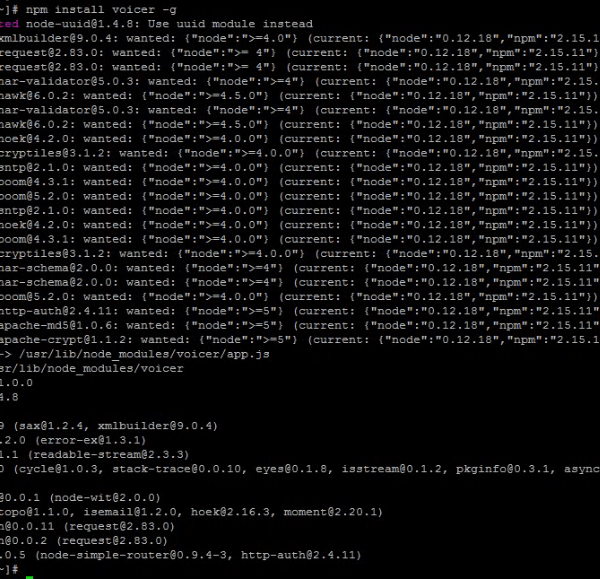 ~]# npm install voicer -g
ted node-uuid@1.4.8: Use uuid module instead
xmlbuilder@9.0.4: wanted: {"node":">=4.0"} (current: {"node":"0.12.18","npm":"2.15.1
request@2.83.0: wanted: {"node":">= 4"} (current: {"node":"0.12.18","npm":"2.15.11"}
request@2.83.0: wanted: {"node":">= 4"} (current: {"node":"0.12.18","npm":"2.15.11"}
har-validator@5.0.3: wanted: {"node":">=4"} (current: {"node":"0.12.18","npm":"2.15.
hawk@6.0.2: wanted: {"node":">=4.5.0"} (current: {"node":"0.12.18","npm":"2.15.11"})
har-validator@5.0.3: wanted: {"node":">=4"} (current: {"node":"0.12.18","npm":"2.15.
hawk@6.0.2: wanted: {"node":">=4.5.0"} (current: {"node":"0.12.18","npm":"2.15.11"})
hoek@4.2.0: wanted: {"node":">=4.0.0"} (current: {"node":"0.12.18","npm":"2.15.11"})
cryptiles@3.1.2: wanted: {"node":">=4.0.0"} (current: {"node":"0.12.18","npm":"2.15.
sntp@2.1.0: wanted: {"node":">=4.0.0"} (current: {"node":"0.12.18","npm":"2.15.11"})
boom@4.3.1: wanted: {"node":">=4.0.0"} (current: {"node":"0.12.18","npm":"2.15.11"})
boom@5.2.0: wanted: {"node":">=4.0.0"} (current: {"node":"0.12.18","npm":"2.15.11"})
sntp@2.1.0: wanted: {"node":">=4.0.0"} (current: {"node":"0.12.18","npm":"2.15.11"})
hoek@4.2.0: wanted: {"node":">=4.0.0"} (current: {"node":"0.12.18","npm":"2.15.11"})
boom@4.3.1: wanted: {"node":">=4.0.0"} (current: {"node":"0.12.18","npm":"2.15.11"})
cryptiles@3.1.2: wanted: {"node":">=4.0.0"} (current: {"node":"0.12.18","npm":"2.15.
har-schema@2.0.0: wanted: {"node":">=4"} (current: {"node":"0.12.18","npm":"2.15.11"
har-schema@2.0.0: wanted: {"node":">=4"} (current: {"node":"0.12.18","npm":"2.15.11"
boom@5.2.0: wanted: {"node":">=4.0.0"} (current: {"node":"0.12.18","npm":"2.15.11"})
http-auth@2.4.11: wanted: {"node":">=5"} (current: {"node":"0.12.18","npm":"2.15.11"
apache-md5@1.0.6: wanted: {"node":">=5"} (current: {"node":"0.12.18","npm":"2.15.11"
apache-crypt@1.1.2: wanted: {"node":">=5"} (current: {"node":"0.12.18","npm":"2.15.1
-> /usr/lib/node_modules/voicer/app.js
sr/lib/node_modules/voicer
1.0.0
4.8
9 (sax@1.2.4, xmlbuilder@9.0.4)
.2.0 (error-ex@1.3.1)
1.1 (readable-stream@2.3.3)
0 (cycle@1.0.3, stack-trace@0.0.10, eyes@0.1.8, isstream@0.1.2, pkginfo@0.3.1, async
@0.0.1 (node-wit@2.0.0)
topo@1.1.0, isemail@1.2.0, hoek@2.16.3, moment@2.20.1)
n@0.0.11 (request@2.83.0)
n@0.0.2 (request@2.83.0)
.0.5 (node-simple-router@0.9.4-3, http-auth@2.4.11)
~]#